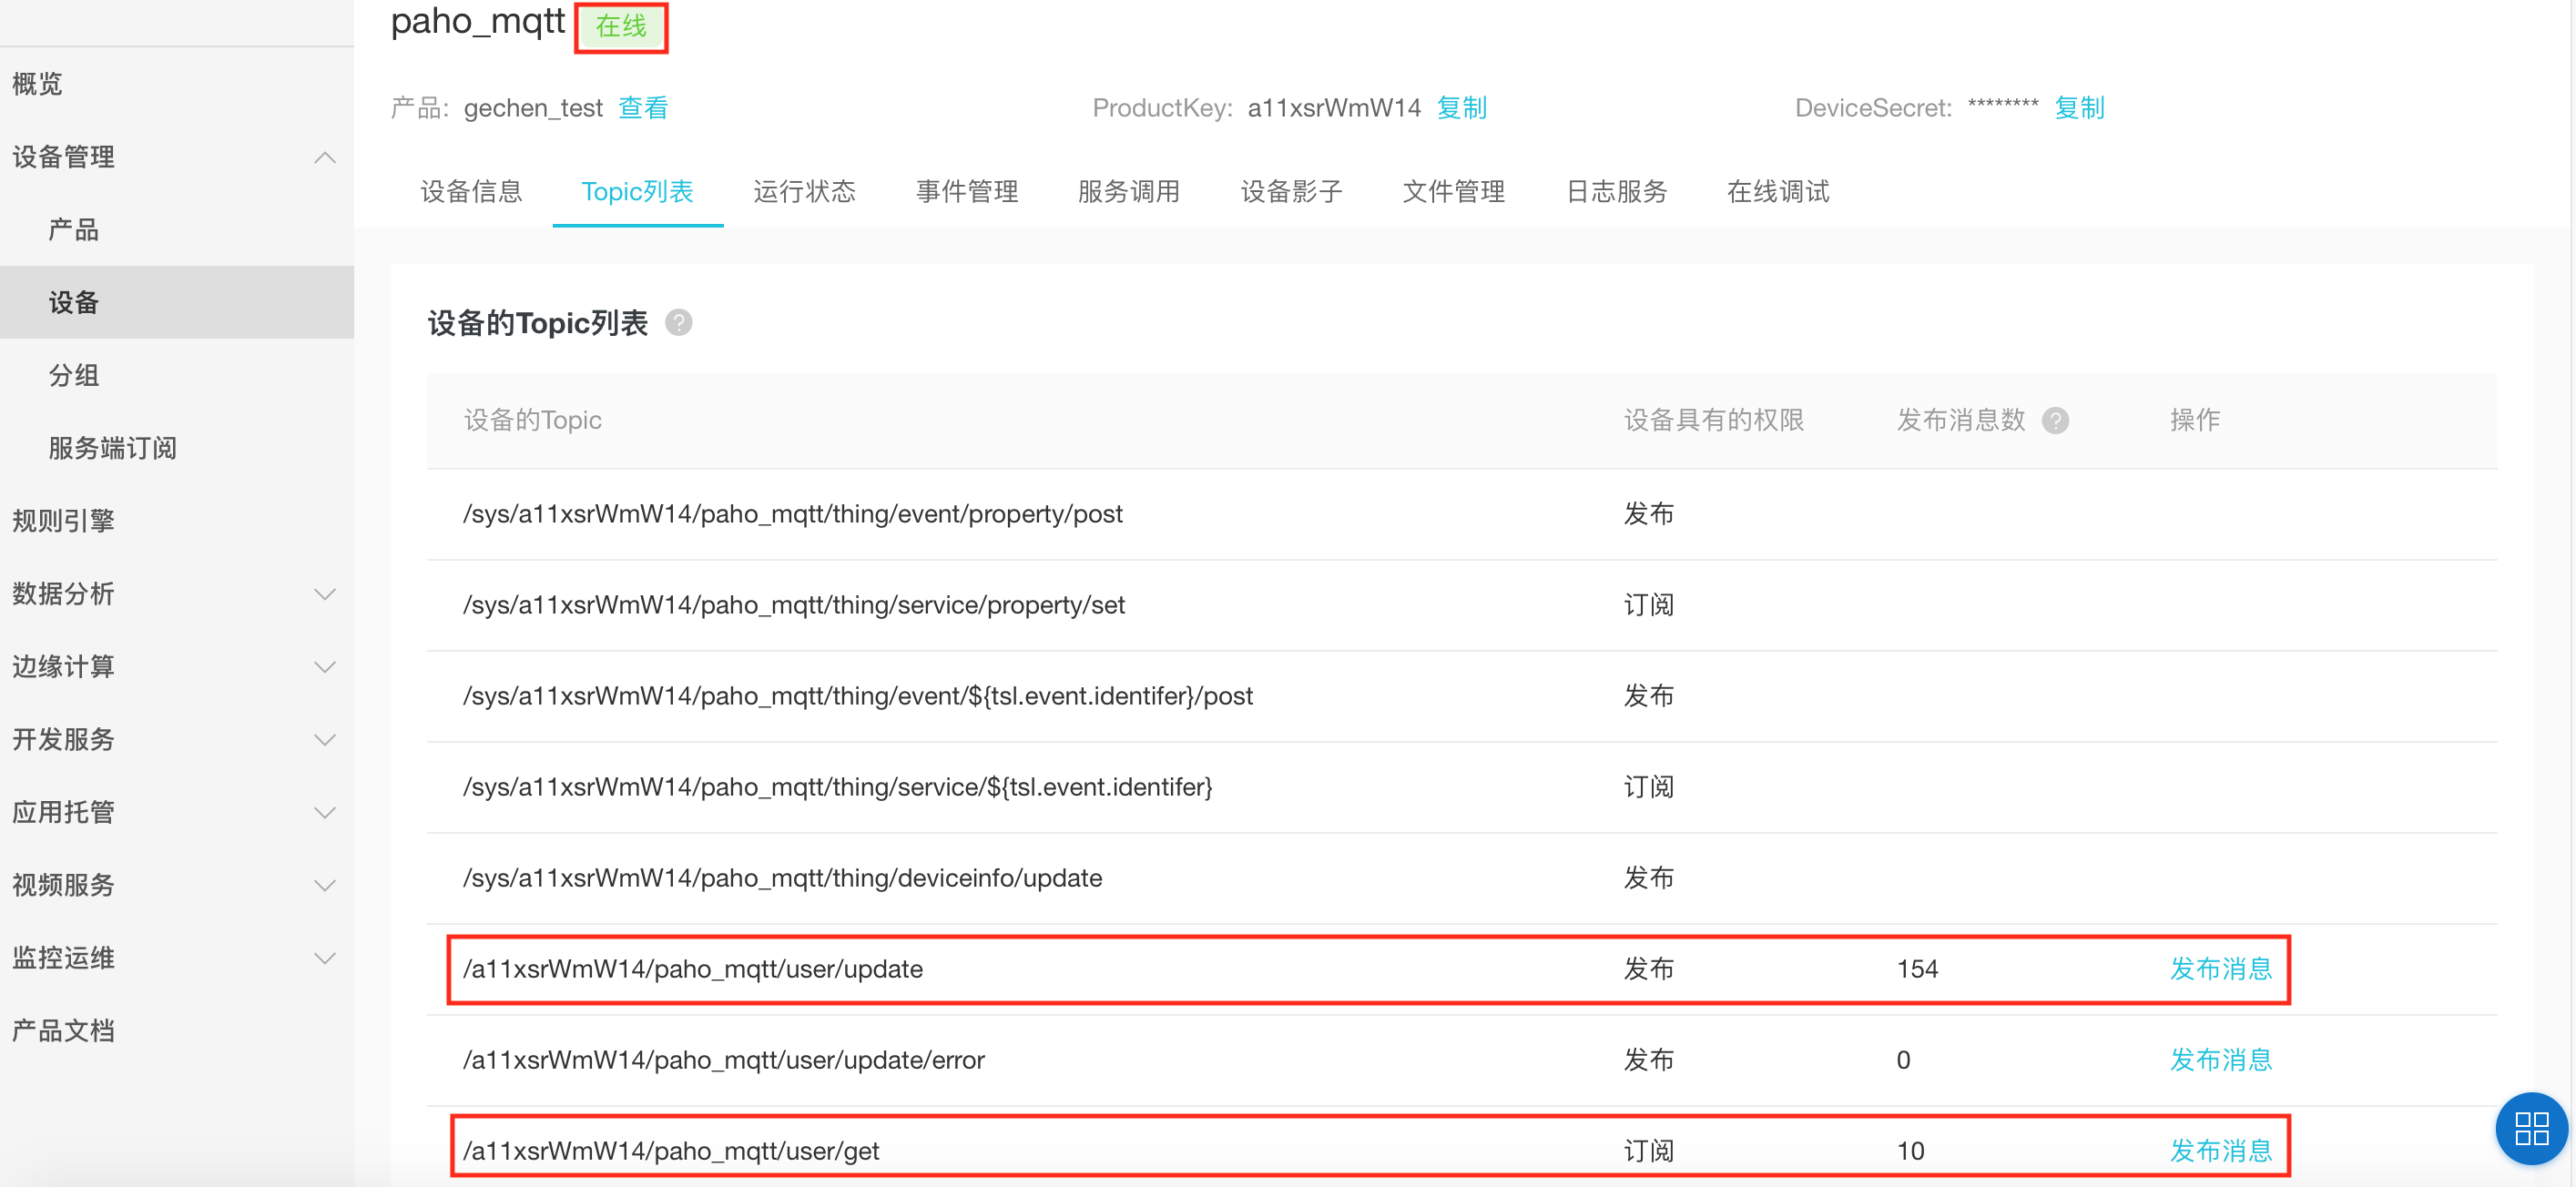 paho_mqtt 在线
产品: gechen_test 查看 ProductKey: a11xsrWmW14 复制 DeviceSecret: ******** 复制
设备信息 Topic列表 运行状态 事件管理 服务调用 设备影子 文件管理 日志服务 在线调试
概览
设备管理
产品
设备
分组
服务端订阅
规则引擎
数据分析
边缘计算
开发服务
应用托管
视频服务
监控运维
产品文档
设备的Topic列表 ?
设备的Topic 设备具有的权限 发布消息数 ? 操作
/sys/a11xsrWmW14/paho_mqtt/thing/event/property/post 发布
/sys/a11xsrWmW14/paho_mqtt/thing/service/property/set 订阅
/sys/a11xsrWmW14/paho_mqtt/thing/event/${tsl.event.identifer}/post 发布
/sys/a11xsrWmW14/paho_mqtt/thing/service/${tsl.event.identifer} 订阅
/sys/a11xsrWmW14/paho_mqtt/thing/deviceinfo/update 发布
/a11xsrWmW14/paho_mqtt/user/update 发布 154 发布消息
/a11xsrWmW14/paho_mqtt/user/update/error 发布 0 发布消息
/a11xsrWmW14/paho_mqtt/user/get 订阅 10 发布消息